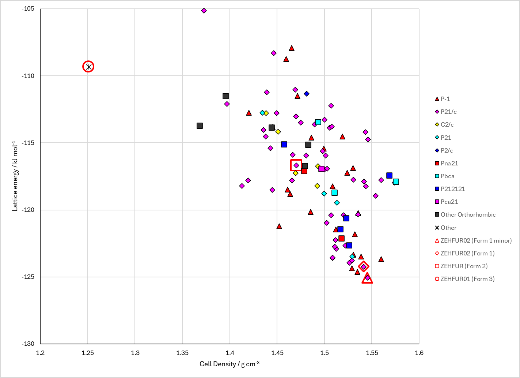 -105
-110
-115
-120
-125
-130
Lattice energy / kJ mol⁻¹
1.2
1.25
1.3
1.35
1.4
1.45
1.5
1.55
1.6
Cell Density / g cm⁻³
P-1
P21/c
C2/c
P21
P2/c
Pna21
Pbca
P212121
Pca21
Other Orthorhombic
Other
ZEHFUR02 (Form 1 minor)
ZEHFUR02 (Form 1)
ZEHFUR (Form 2)
ZEHFUR01 (Form 3)